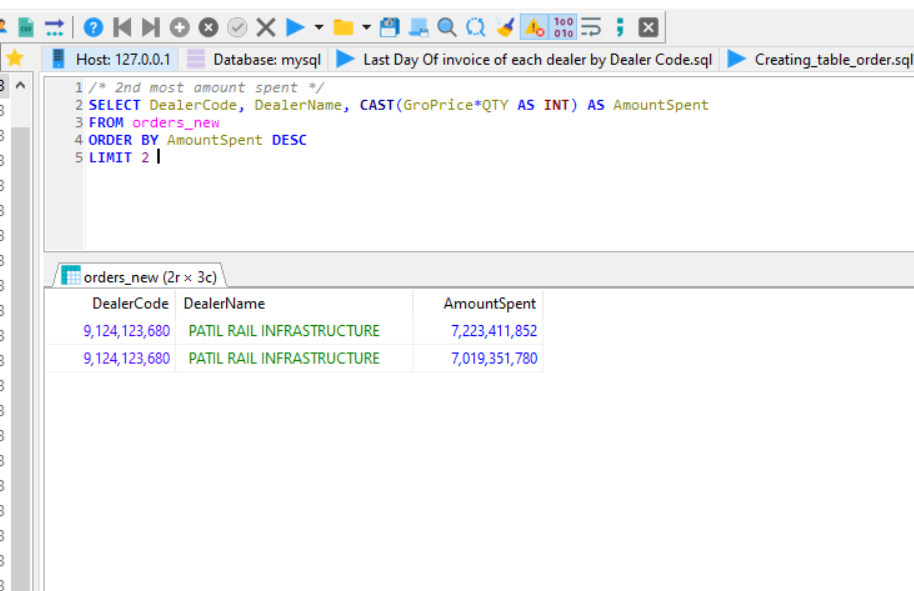 Host: 127.0.0.1 Database: mysql Last Day Of invoice of each dealer by Dealer Code.sql Creating_table_order.sql
1 /* 2nd most amount spent */
2 SELECT DealerCode, DealerName, CAST(GroPrice*QTY AS INT) AS AmountSpent
3 FROM orders_new
4 ORDER BY AmountSpent DESC
5 LIMIT 2
orders_new (2r × 3c)
DealerCode DealerName AmountSpent
9,124,123,680 PATIL RAIL INFRASTRUCTURE 7,223,411,852
9,124,123,680 PATIL RAIL INFRASTRUCTURE 7,019,351,780